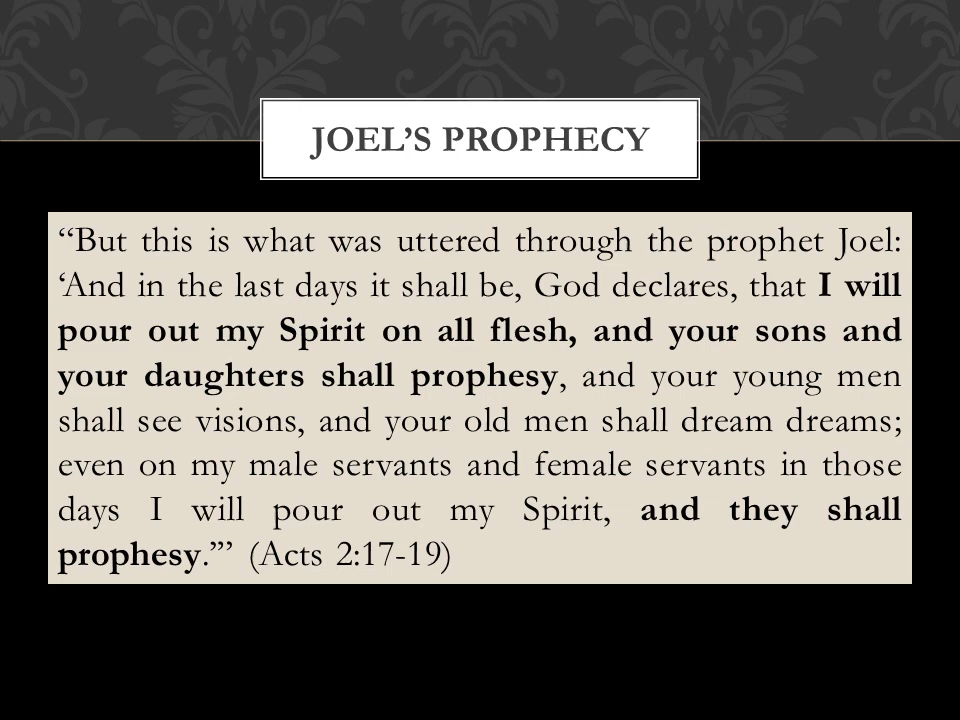 JOEL’S PROPHECY
“But this is what was uttered through the prophet Joel:
‘And in the last days it shall be, God declares, that I will
pour out my Spirit on all flesh, and your sons and
your daughters shall prophesy, and your young men
shall see visions, and your old men shall dream dreams;
even on my male servants and female servants in those
days I will pour out my Spirit, and they shall
prophesy.’” (Acts 2:17-19)